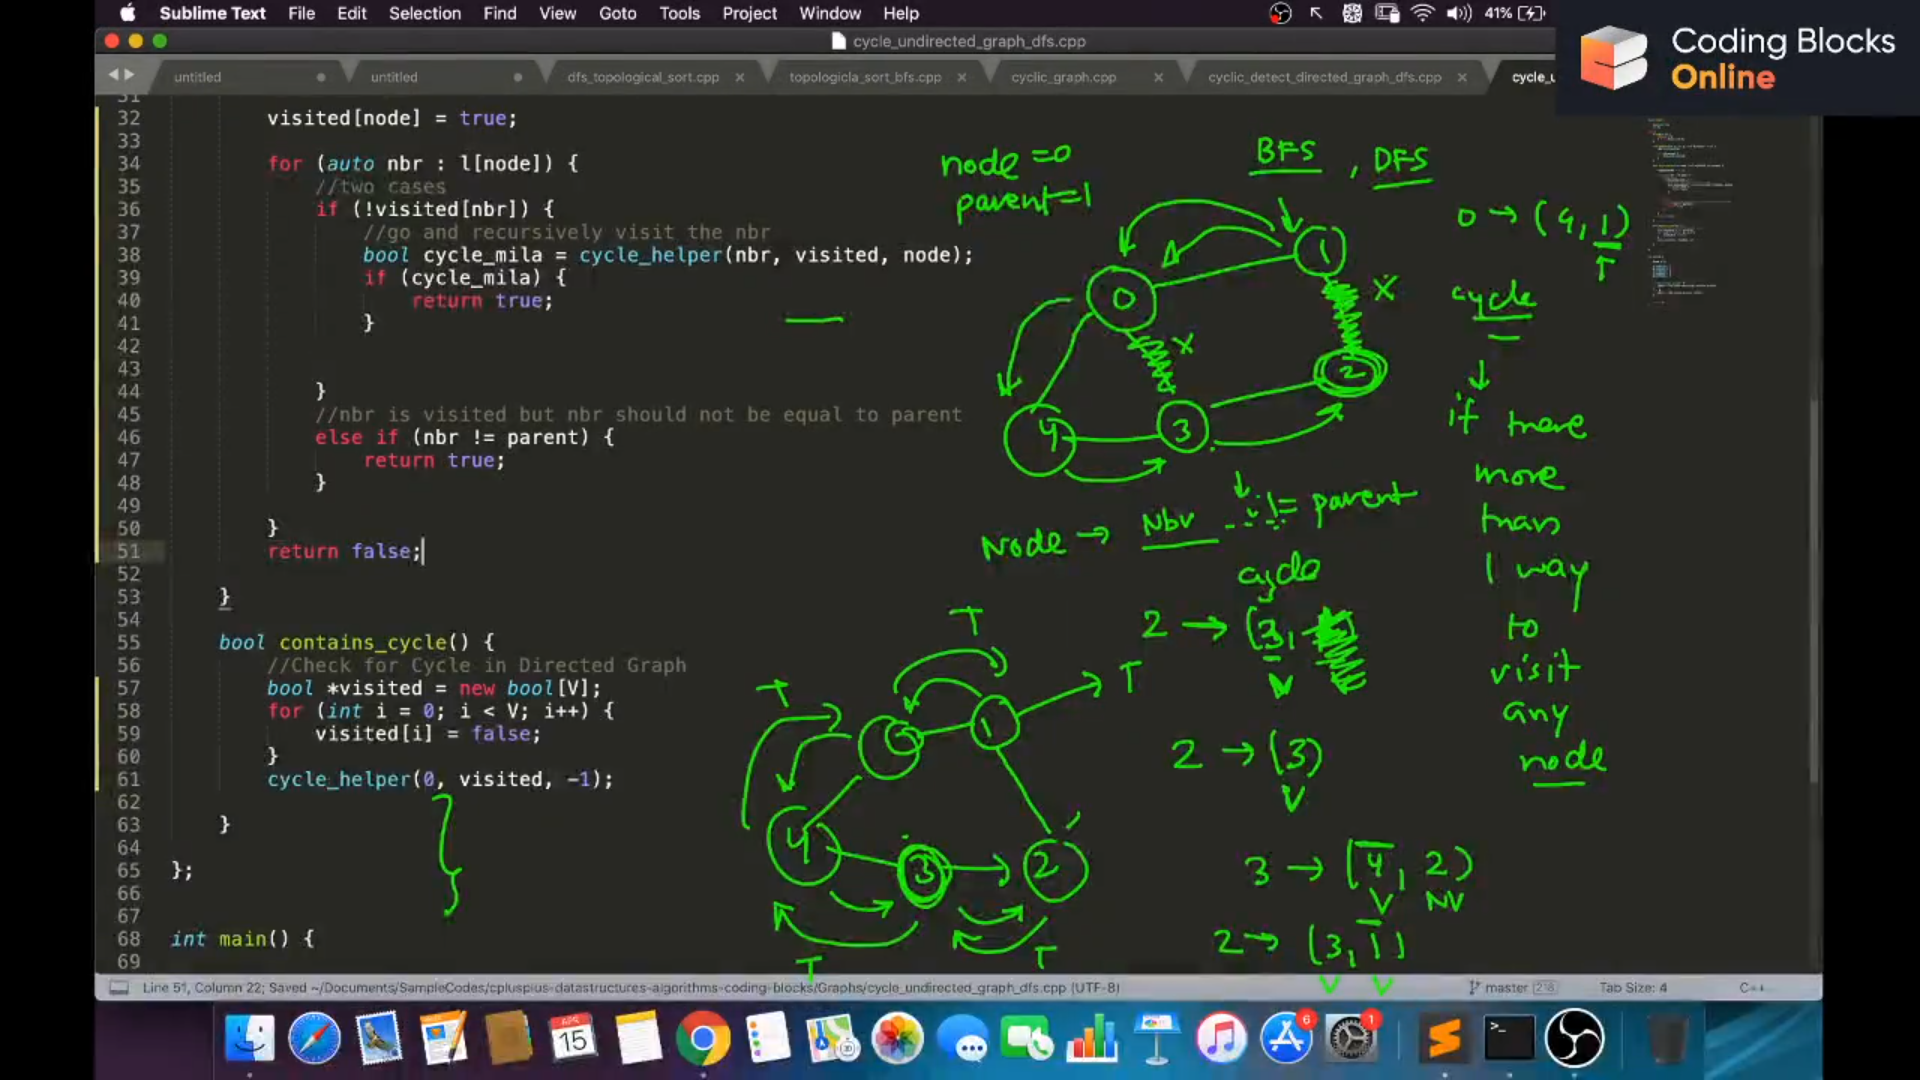 Sublime Text File Edit Selection Find View Goto Tools Project Window Help 41%
Coding Blocks
Online
cycle_undirected_graph_dfs.cpp
untitled untitled dfs_topological_sort.cpp topologicla_sort_bfs.cpp cyclic_graph.cpp cyclic_detect_directed_graph_dfs.cpp cycle_u
31
32 visited[node] = true;
33
34 for (auto nbr : l[node]) {
35 //two cases
36 if (!visited[nbr]) {
37 //go and recursively visit the nbr
38 bool cycle_mila = cycle_helper(nbr, visited, node);
39 if (cycle_mila) {
40 return true;
41 }
42
43
44 }
45 //nbr is visited but nbr should not be equal to parent
46 else if (nbr != parent) {
47 return true;
48 }
49
50 }
51 return false;
52
53 }
54
55 bool contains_cycle() {
56 //Check for Cycle in Directed Graph
57 bool *visited = new bool[V];
58 for (int i = 0; i < V; i++) {
59 visited[i] = false;
60 }
61 cycle_helper(0, visited, -1);
62
63 }
64
65 };
66
67
68 int main() {
69
node =0
parent=1
BFS , DFS
0 → (4, 1)
T
1
0
x
x
2
4
3
cycle
if there
more
than
1 way
to
visit
any
node
Node → Nbr != parent
cycle
2 → (3,
V
2 → (3)
V
3 → (4, 2)
V NV
2 → (3, 1)
V V
T
T
T
0
1
4
3
2
T
T
Line 51, Column 22; Saved ~/Documents/SampleCodes/cplusplus-datastructures-algorithms-coding-blocks/Graphs/cycle_undirected_graph_dfs.cpp (UTF-8) master 218 Tab Size: 4 C++
APR
15
6
1